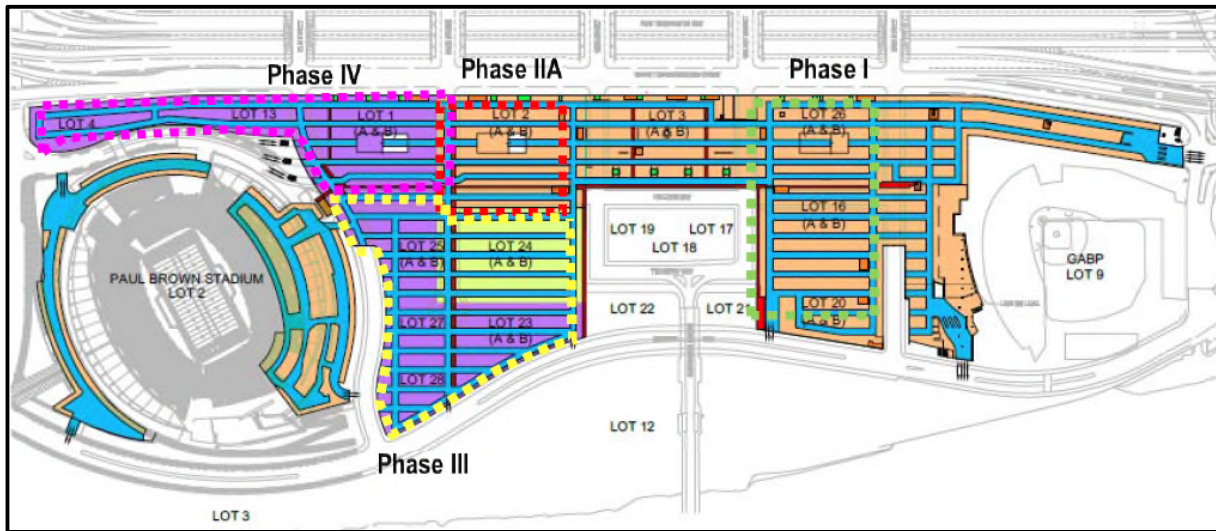 Phase IV
Phase IIA
Phase I
LOT 4
LOT 13
LOT 1
(A & B)
LOT 2
(A & B)
LOT 3
(A & B)
LOT 26
(A & B)
LOT 25
(A & B)
LOT 24
(A & B)
LOT 19
LOT 17
LOT 18
LOT 16
(A & B)
PAUL BROWN STADIUM
LOT 2
GABP
LOT 9
LOT 27
LOT 23
(A & B)
LOT 22
LOT 2
LOT 20
(A & B)
LOT 28
LOT 12
Phase III
LOT 3